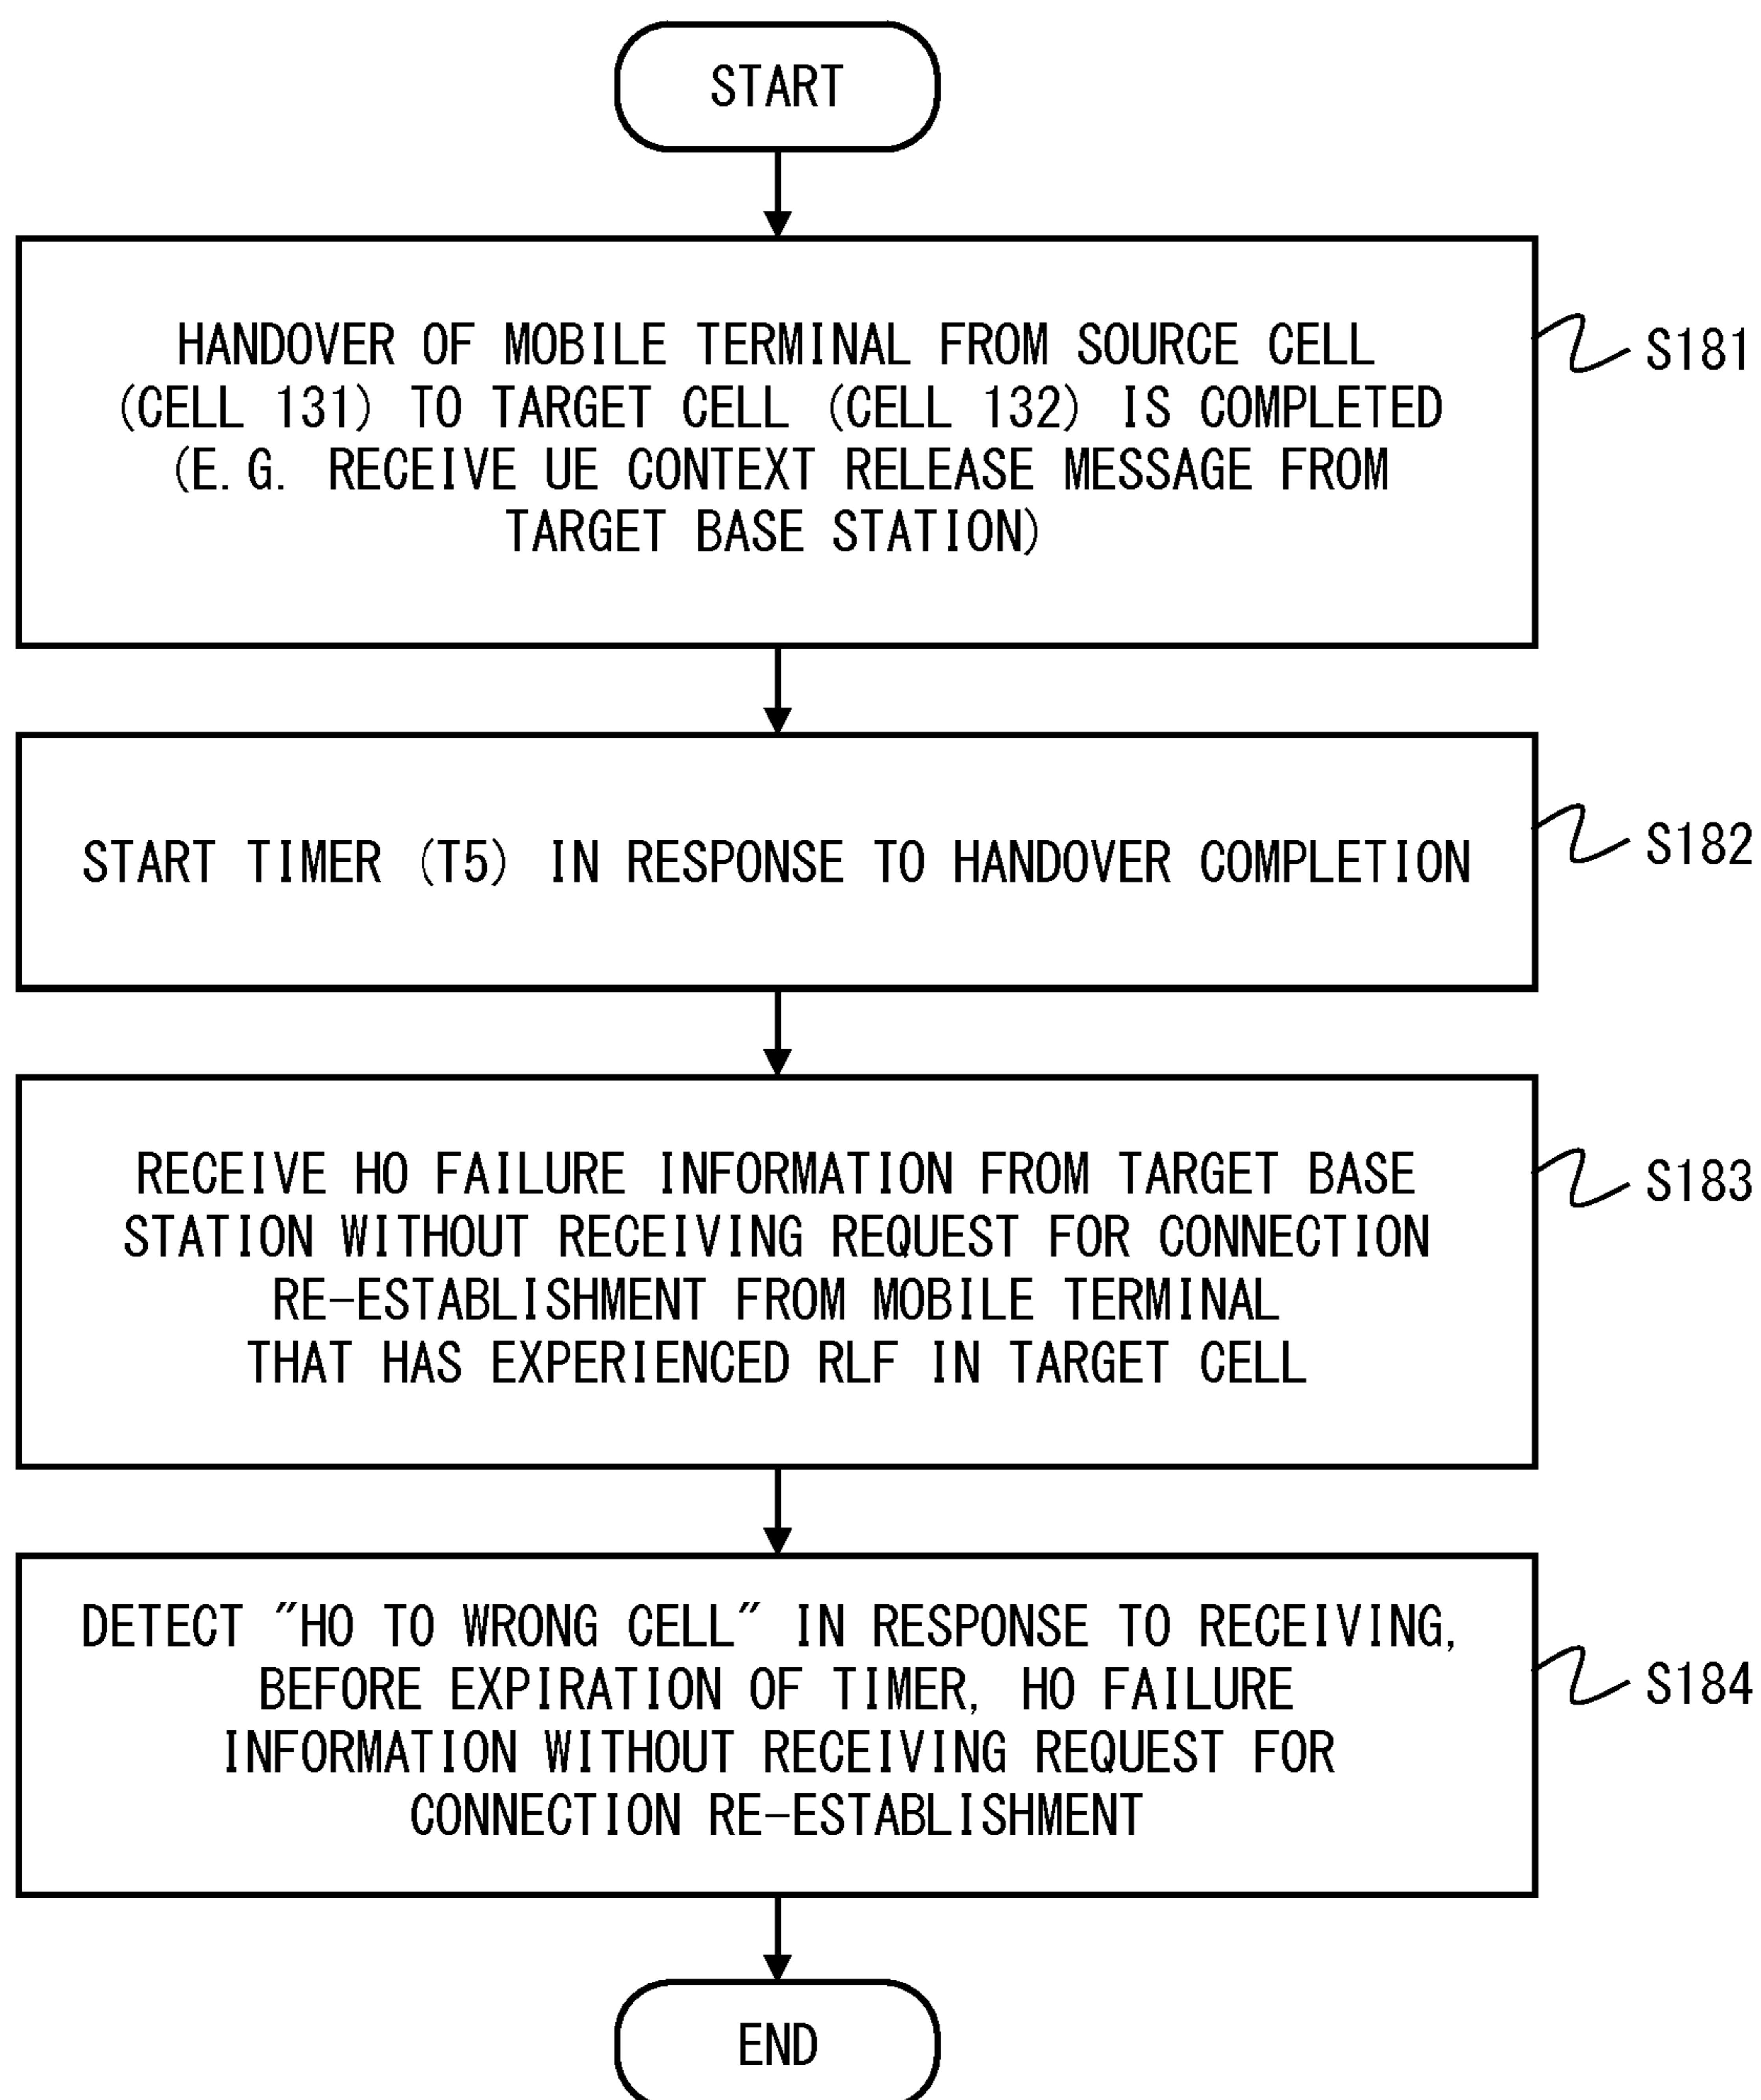 START
HANDOVER OF MOBILE TERMINAL FROM SOURCE CELL
(CELL 131) TO TARGET CELL (CELL 132) IS COMPLETED
(E.G. RECEIVE UE CONTEXT RELEASE MESSAGE FROM
TARGET BASE STATION)
S181
START TIMER (T5) IN RESPONSE TO HANDOVER COMPLETION
S182
RECEIVE HO FAILURE INFORMATION FROM TARGET BASE
STATION WITHOUT RECEIVING REQUEST FOR CONNECTION
RE-ESTABLISHMENT FROM MOBILE TERMINAL
THAT HAS EXPERIENCED RLF IN TARGET CELL
S183
DETECT "HO TO WRONG CELL" IN RESPONSE TO RECEIVING,
BEFORE EXPIRATION OF TIMER, HO FAILURE
INFORMATION WITHOUT RECEIVING REQUEST FOR
CONNECTION RE-ESTABLISHMENT
S184
END